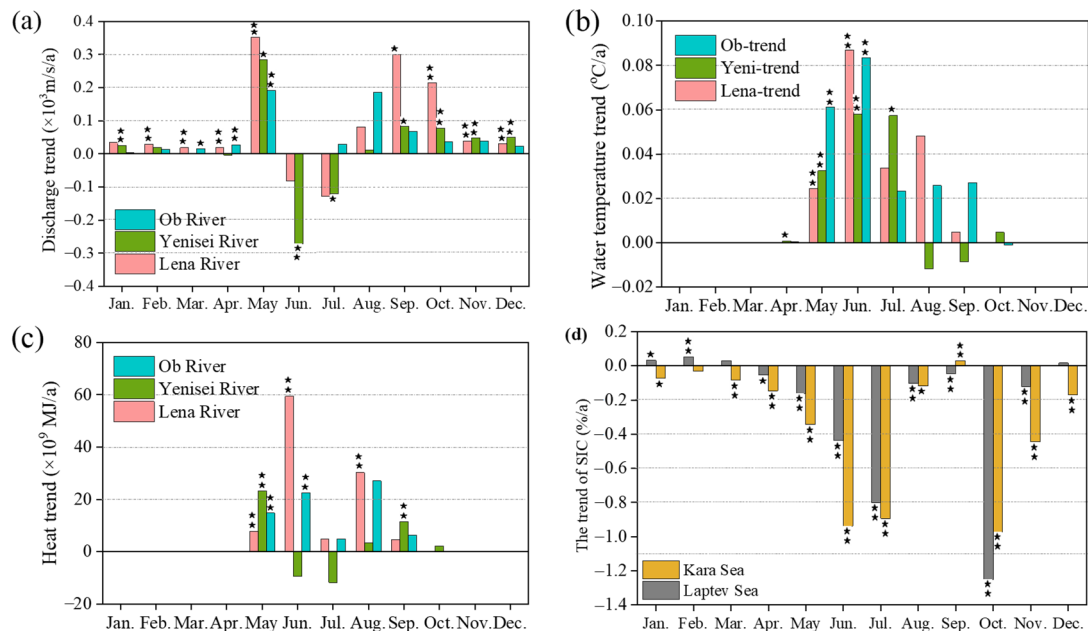 (a)
Discharge trend (×10³m/s/a)
0.4
0.3
0.2
0.1
0.0
−0.1
−0.2
−0.3
−0.4
Ob River
Yenisei River
Lena River
Jan. Feb. Mar. Apr. May Jun. Jul. Aug. Sep. Oct. Nov. Dec.
(b)
Water temperature trend (°C/a)
0.10
0.08
0.06
0.04
0.02
0.00
0.02
Ob-trend
Yeni-trend
Lena-trend
Jan. Feb. Mar. Apr. May Jun. Jul. Aug. Sep. Oct. Nov. Dec.
(c)
Heat trend (×10⁹ MJ/a)
80
60
40
20
0
−20
Ob River
Yenisei River
Lena River
Jan. Feb. Mar. Apr. May Jun. Jul. Aug. Sep. Oct. Nov. Dec.
(d)
The trend of SIC (%/a)
0.2
0.0
−0.2
−0.4
−0.6
−0.8
−1.0
−1.2
−1.4
Kara Sea
Laptev Sea
Jan. Feb. Mar. Apr. May Jun. Jul. Aug. Sep. Oct. Nov. Dec.